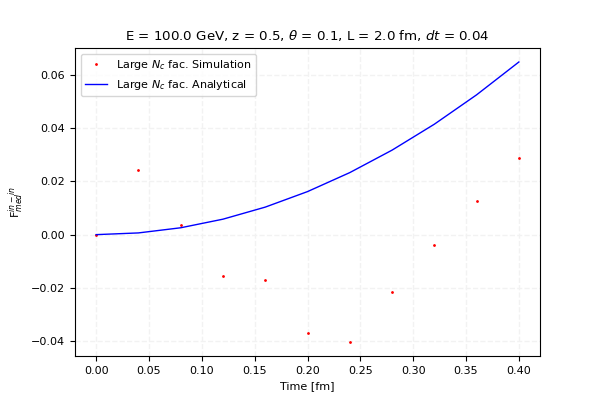 E = 100.0 GeV, z = 0.5, θ = 0.1, L = 2.0 fm, dt = 0.04
Large N_c fac. Simulation
Large N_c fac. Analytical
0.06
0.04
0.02
0.00
−0.02
−0.04
F_{med}^{in−in}
0.00 0.05 0.10 0.15 0.20 0.25 0.30 0.35 0.40
Time [fm]